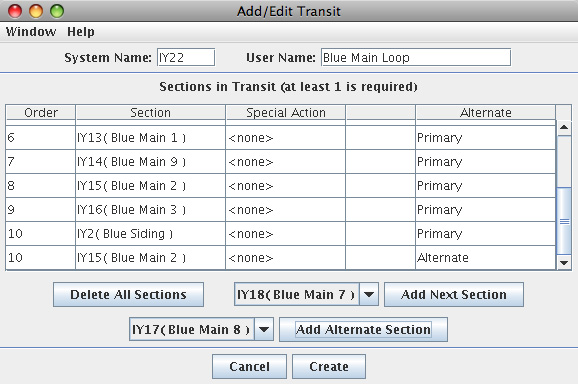 Add/Edit Transit
Window Help
System Name: IY22 User Name: Blue Main Loop
Sections in Transit (at least 1 is required)
Order Section Special Action Alternate
6 IY13( Blue Main 1 ) <none> Primary
7 IY14( Blue Main 9 ) <none> Primary
8 IY15( Blue Main 2 ) <none> Primary
9 IY16( Blue Main 3 ) <none> Primary
10 IY2( Blue Siding ) <none> Primary
10 IY15( Blue Main 2 ) <none> Alternate
Delete All Sections IY18( Blue Main 7 ) Add Next Section
IY17( Blue Main 8 ) Add Alternate Section
Cancel Create